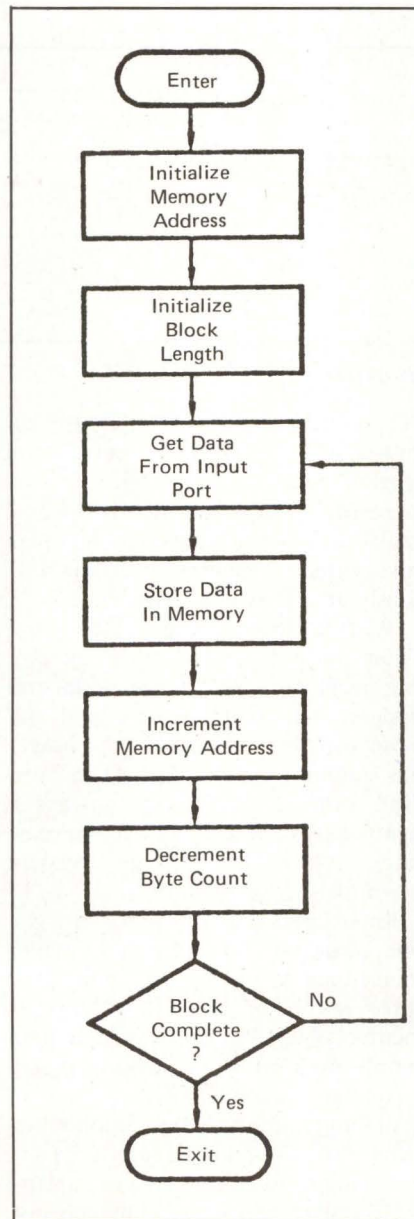 Enter
Initialize
Memory
Address
Initialize
Block
Length
Get Data
From Input
Port
Store Data
In Memory
Increment
Memory Address
Decrement
Byte Count
Block
Complete
?
No
Yes
Exit